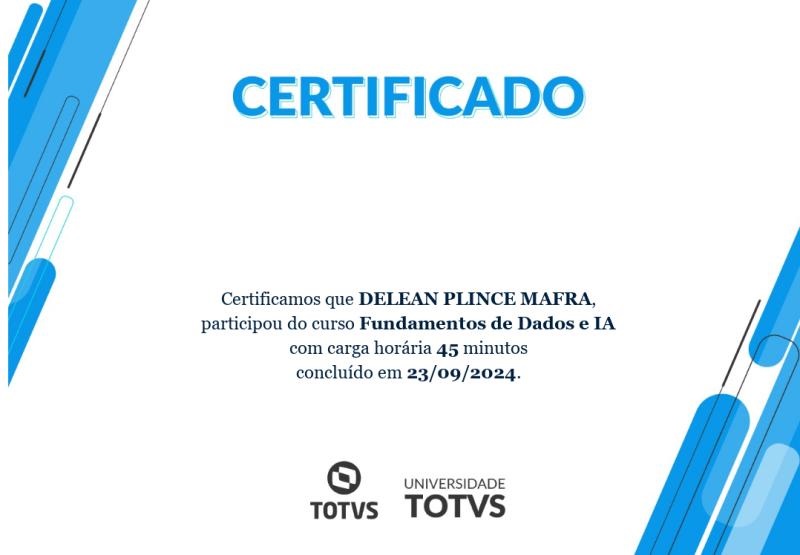 CERTIFICADO
Certificamos que DELEAN PLINCE MAFRA,
participou do curso Fundamentos de Dados e IA
com carga horária 45 minutos
concluído em 23/09/2024.
TOTVS
UNIVERSIDADE
TOTVS